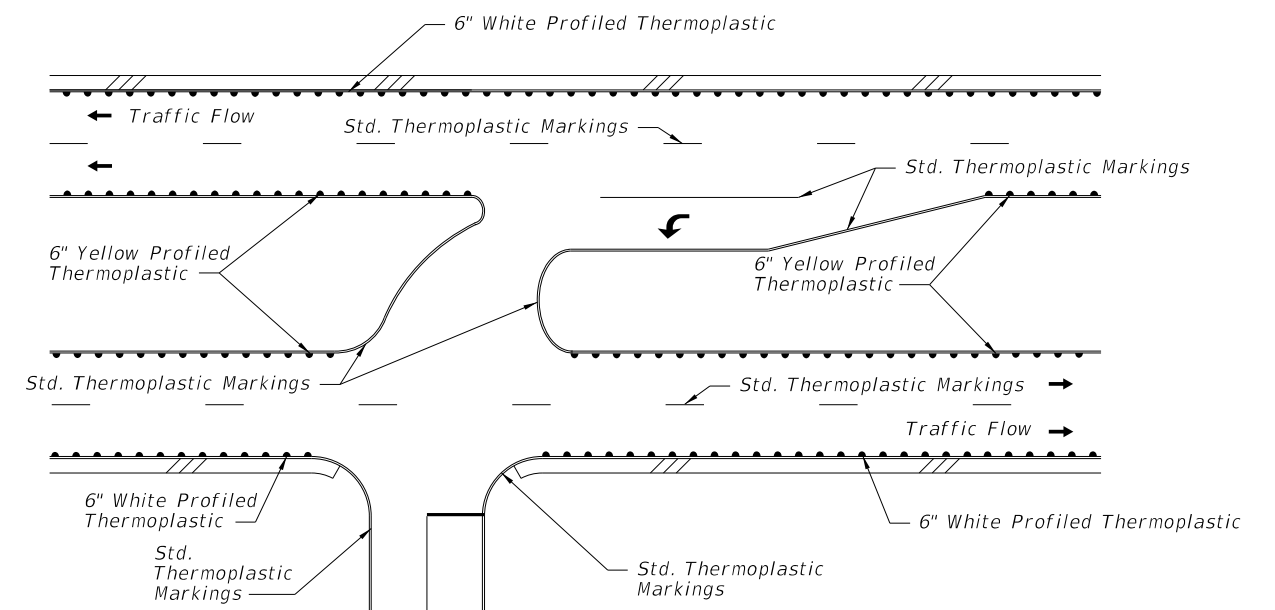 6" White Profiled Thermoplastic
Traffic Flow
Std. Thermoplastic Markings
Std. Thermoplastic Markings
6" Yellow Profiled
Thermoplastic
6" Yellow Profiled
Thermoplastic
Std. Thermoplastic Markings
Std. Thermoplastic Markings
Traffic Flow
6" White Profiled
Thermoplastic
6" White Profiled Thermoplastic
Std.
Thermoplastic
Markings
Std. Thermoplastic
Markings